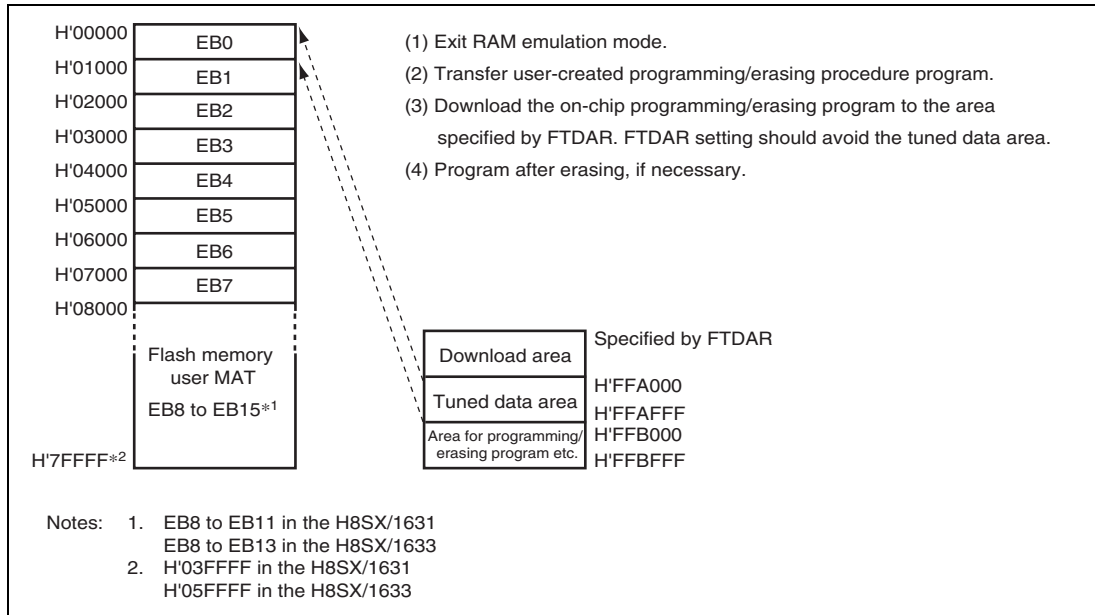 H'00000
EB0
H'01000
EB1
H'02000
EB2
H'03000
EB3
H'04000
EB4
H'05000
EB5
H'06000
EB6
H'07000
EB7
H'08000
Flash memory
user MAT
EB8 to EB15*1
H'7FFFF*2
(1) Exit RAM emulation mode.
(2) Transfer user-created programming/erasing procedure program.
(3) Download the on-chip programming/erasing program to the area
specified by FTDAR. FTDAR setting should avoid the tuned data area.
(4) Program after erasing, if necessary.
Download area
Specified by FTDAR
Tuned data area
H'FFA000
H'FFAFFF
Area for programming/
erasing program etc.
H'FFB000
H'FFBFFF
Notes: 1. EB8 to EB11 in the H8SX/1631
EB8 to EB13 in the H8SX/1633
2. H'03FFFF in the H8SX/1631
H'05FFFF in the H8SX/1633